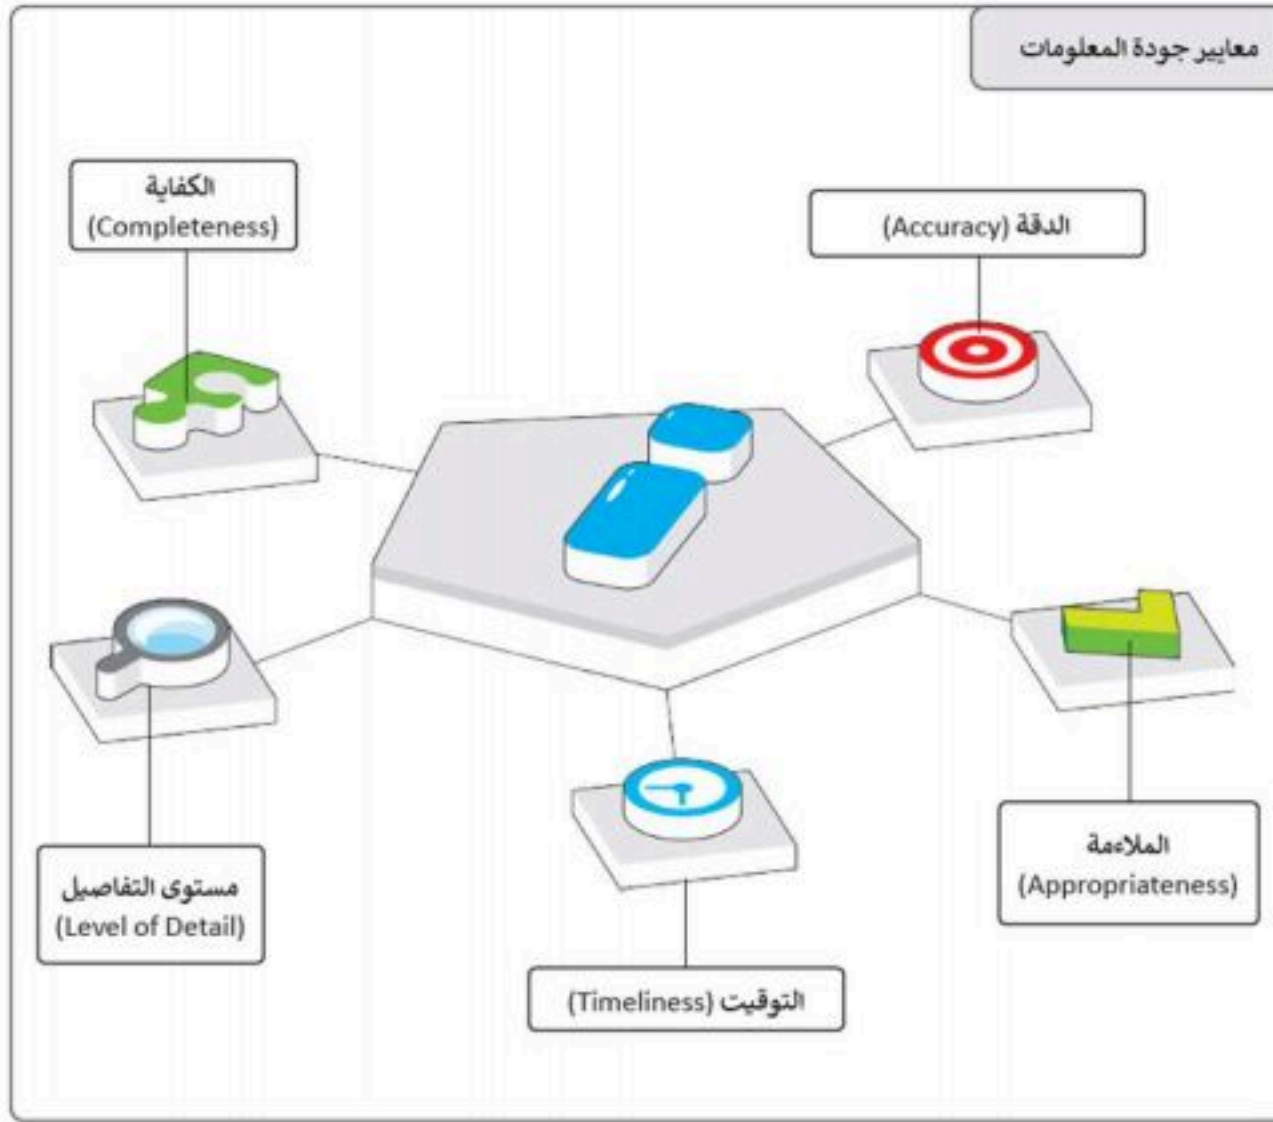 معايير جودة المعلومات
الدقة (Accuracy)
الكفاية
(Completeness)
الملاءمة
(Appropriateness)
مستوى التفاصيل
(Level of Detail)
التوقيت (Timeliness)